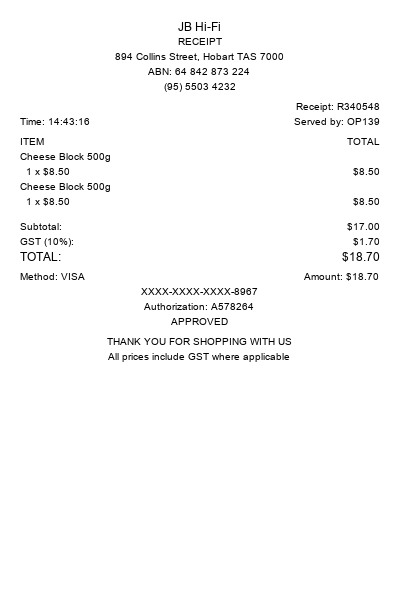 JB Hi-Fi
RECEIPT
894 Collins Street, Hobart TAS 7000
ABN: 64 842 873 224
(95) 5503 4232
Receipt: R340548
Time: 14:43:16 Served by: OP139
ITEM TOTAL
Cheese Block 500g
1 x $8.50 $8.50
Cheese Block 500g
1 x $8.50 $8.50
Subtotal: $17.00
GST (10%): $1.70
TOTAL: $18.70
Method: VISA Amount: $18.70
XXXX-XXXX-XXXX-8967
Authorization: A578264
APPROVED
THANK YOU FOR SHOPPING WITH US
All prices include GST where applicable